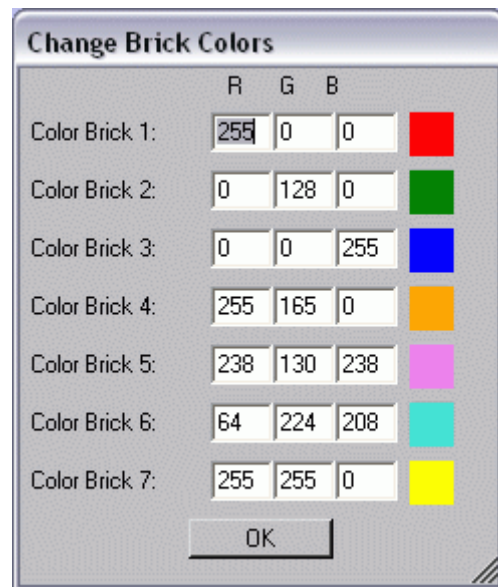 Change Brick Colors
R G B
Color Brick 1: 255 0 0
Color Brick 2: 0 128 0
Color Brick 3: 0 0 255
Color Brick 4: 255 165 0
Color Brick 5: 238 130 238
Color Brick 6: 64 224 208
Color Brick 7: 255 255 0
OK